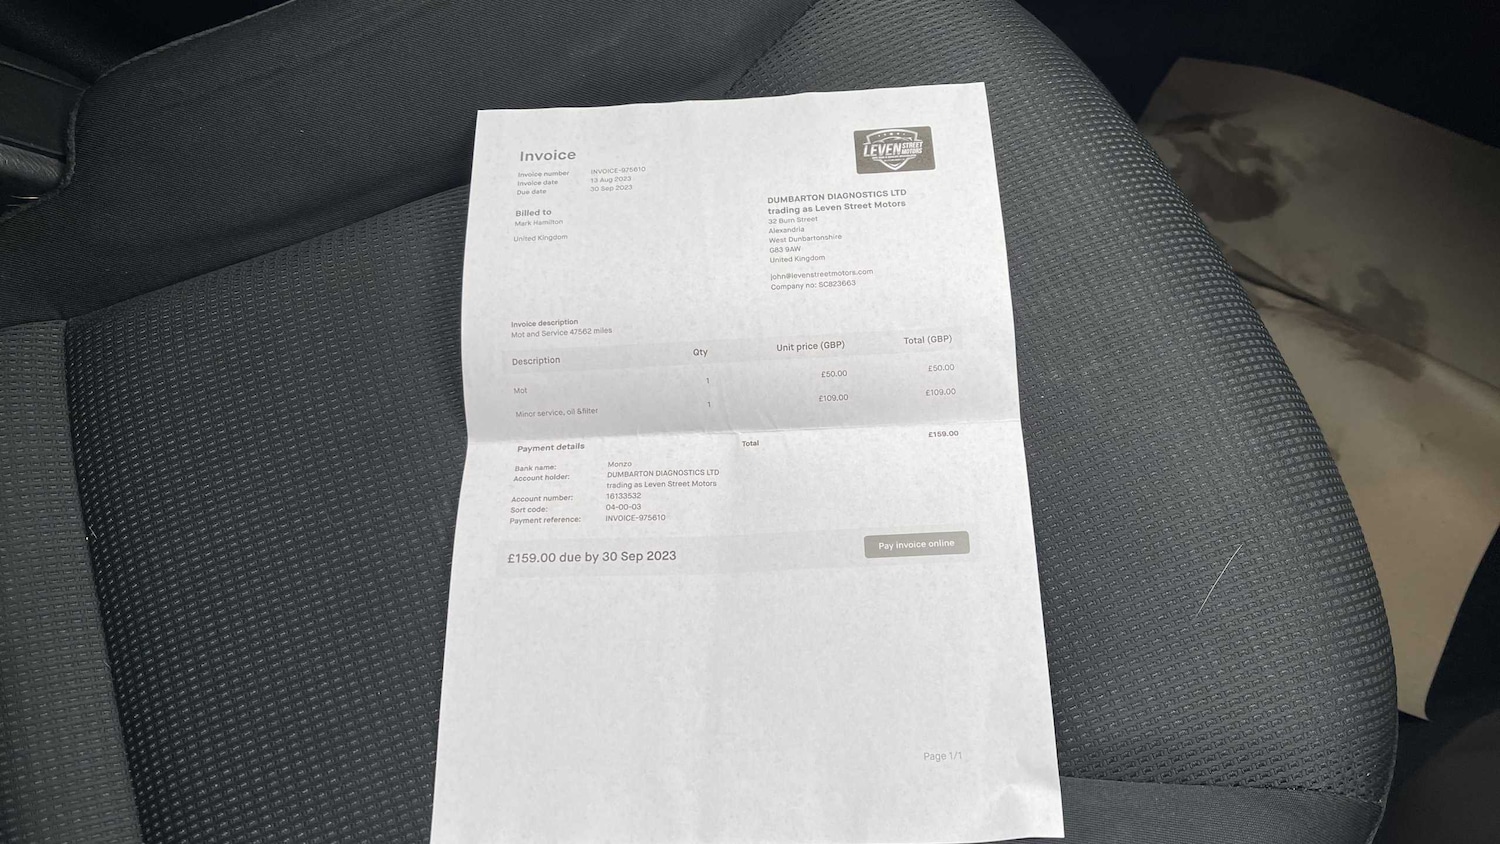 Invoice
Invoice number INVOICE-975610
Invoice date 13 Aug 2023
Due date 30 Sep 2023
Billed to
Mark Hamilton
United Kingdom
LEVEN STREET MOTORS
DUMBARTON DIAGNOSTICS LTD
trading as Leven Street Motors
32 Burn Street
Alexandria
West Dunbartonshire
G83 9AW
United Kingdom
john@levenstreetmotors.com
Company no: SC823663
Invoice description
Mot and Service 47562 miles
Description Qty Unit price (GBP) Total (GBP)
Mot 1 £50.00 £50.00
Minor service, oil &filter 1 £109.00 £109.00
Total £159.00
Payment details
Bank name: Monzo
Account holder: DUMBARTON DIAGNOSTICS LTD
trading as Leven Street Motors
Account number: 16133532
Sort code: 04-00-03
Payment reference: INVOICE-975610
£159.00 due by 30 Sep 2023
Pay invoice online
Page 1/1